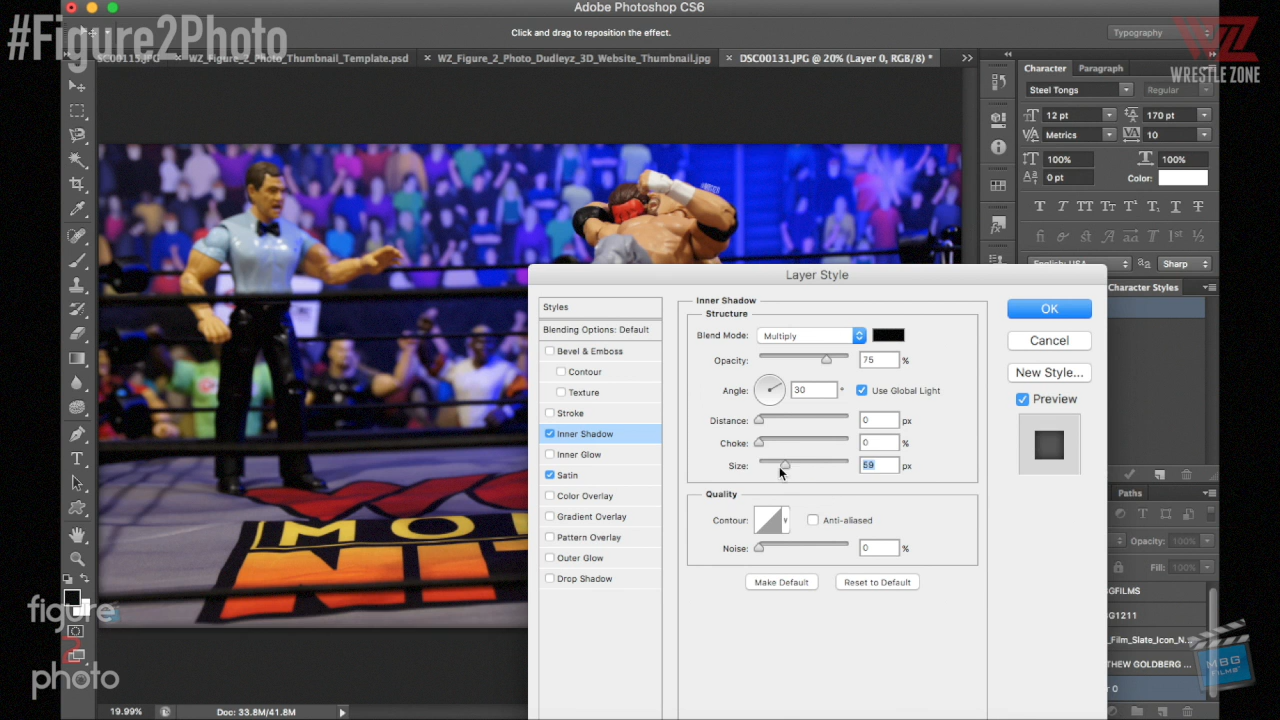 Adobe Photoshop CS6
#Figure2Photo
Click and drag to reposition the effect.
Typography
WZ
WRESTLE ZONE
WZ_Figure_2_Photo_Thumbnail_Template.psd
WZ_Figure_2_Photo_Dudleyz_3D_Website_Thumbnail.jpg
DSC00131.JPG @ 20% (Layer 0, RGB/8) *
Character
Paragraph
Steel Tongs
Regular
12 pt
170 pt
Metrics
10
100%
100%
0 pt
Color:
English: USA
Sharp
Character Styles
Layer Style
Styles
Blending Options: Default
Bevel & Emboss
Contour
Texture
Stroke
Inner Shadow
Inner Glow
Satin
Color Overlay
Gradient Overlay
Pattern Overlay
Outer Glow
Drop Shadow
Inner Shadow
Structure
Blend Mode:
Multiply
Opacity:
75
%
Angle:
30
°
Use Global Light
Distance:
0
px
Choke:
0
%
Size:
59
px
Quality
Contour:
Anti-aliased
Noise:
0
%
Make Default
Reset to Default
OK
Cancel
New Style...
Preview
Paths
Opacity:
100%
Fill:
100%
GFILMS
G1211
_Film_Slate_Icon_N...
THEW GOLDBERG ...
MBG
FILMS
figure
2
photo
19.99%
Doc: 33.8M/41.8M